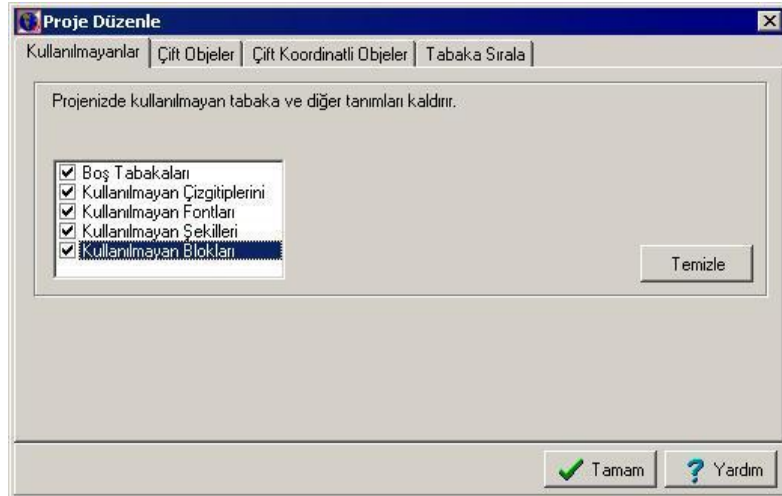 Proje Düzenle
Kullanılmayanlar Çift Objeler Çift Koordinatli Objeler Tabaka Sırala
Projenizde kullanılmayan tabaka ve diğer tanımları kaldırır.
Boş Tabakaları
Kullanılmayan Çizgitiplerini
Kullanılmayan Fontları
Kullanılmayan Şekilleri
Kullanılmayan Blokları
Temizle
Tamam ? Yardım